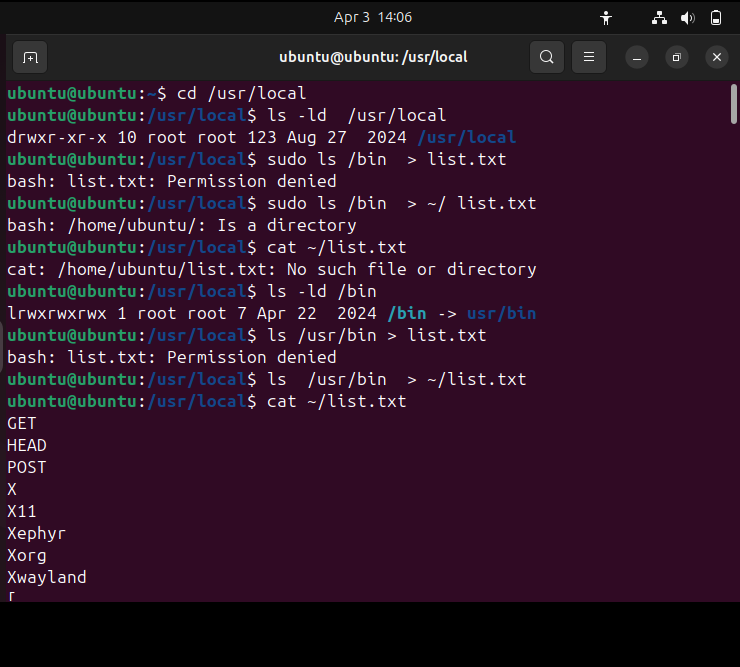 Apr 3 14:06
ubuntu@ubuntu: /usr/local
ubuntu@ubuntu:~$ cd /usr/local
ubuntu@ubuntu:/usr/local$ ls -ld  /usr/local
drwxr-xr-x 10 root root 123 Aug 27  2024 /usr/local
ubuntu@ubuntu:/usr/local$ sudo ls /bin  > list.txt
bash: list.txt: Permission denied
ubuntu@ubuntu:/usr/local$ sudo ls /bin  > ~/ list.txt
bash: /home/ubuntu/: Is a directory
ubuntu@ubuntu:/usr/local$ cat ~/list.txt
cat: /home/ubuntu/list.txt: No such file or directory
ubuntu@ubuntu:/usr/local$ ls -ld /bin
lrwxrwxrwx 1 root root 7 Apr 22  2024 /bin -> usr/bin
ubuntu@ubuntu:/usr/local$ ls /usr/bin > list.txt
bash: list.txt: Permission denied
ubuntu@ubuntu:/usr/local$ ls  /usr/bin  > ~/list.txt
ubuntu@ubuntu:/usr/local$ cat ~/list.txt
GET
HEAD
POST
X
X11
Xephyr
Xorg
Xwayland
[